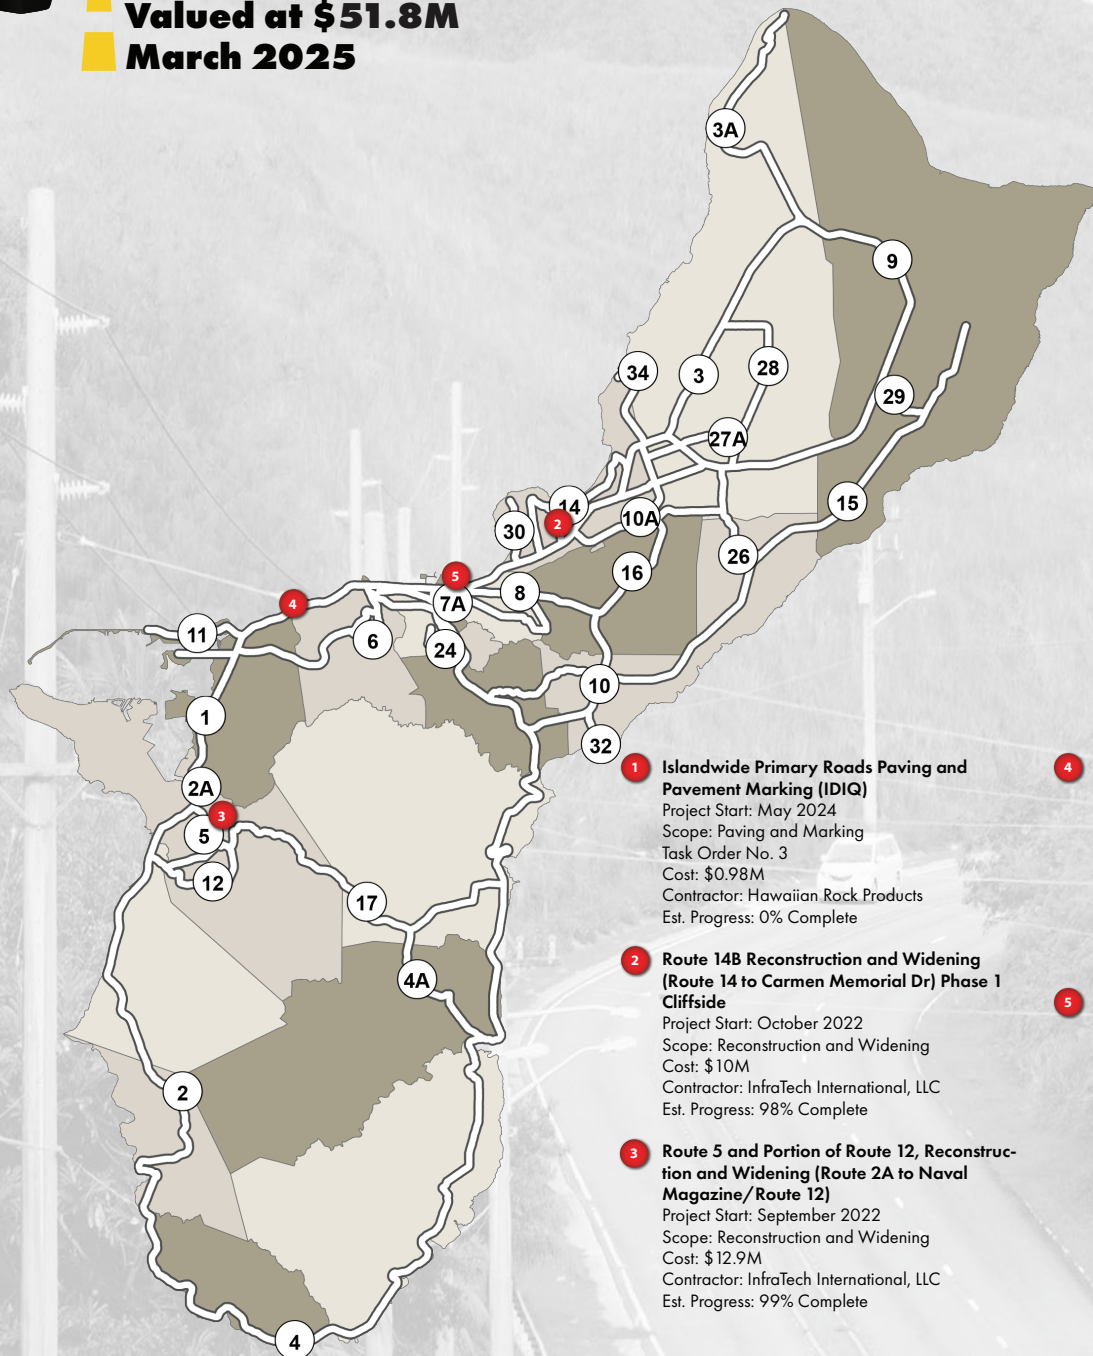 Valued at $51.8M
March 2025
3A
9
34
3
28
29
27A
14
2
30
10A
15
26
16
5
8
7A
4
11
6
24
10
1
32
2A
3
5
12
17
4A
2
4
1
Islandwide Primary Roads Paving and
Pavement Marking (IDIQ)
Project Start: May 2024
Scope: Paving and Marking
Task Order No. 3
Cost: $0.98M
Contractor: Hawaiian Rock Products
Est. Progress: 0% Complete
2
Route 14B Reconstruction and Widening
(Route 14 to Carmen Memorial Dr) Phase 1
Cliffside
Project Start: October 2022
Scope: Reconstruction and Widening
Cost: $10M
Contractor: InfraTech International, LLC
Est. Progress: 98% Complete
3
Route 5 and Portion of Route 12, Reconstruc-
tion and Widening (Route 2A to Naval
Magazine/Route 12)
Project Start: September 2022
Scope: Reconstruction and Widening
Cost: $12.9M
Contractor: InfraTech International, LLC
Est. Progress: 99% Complete
4
5